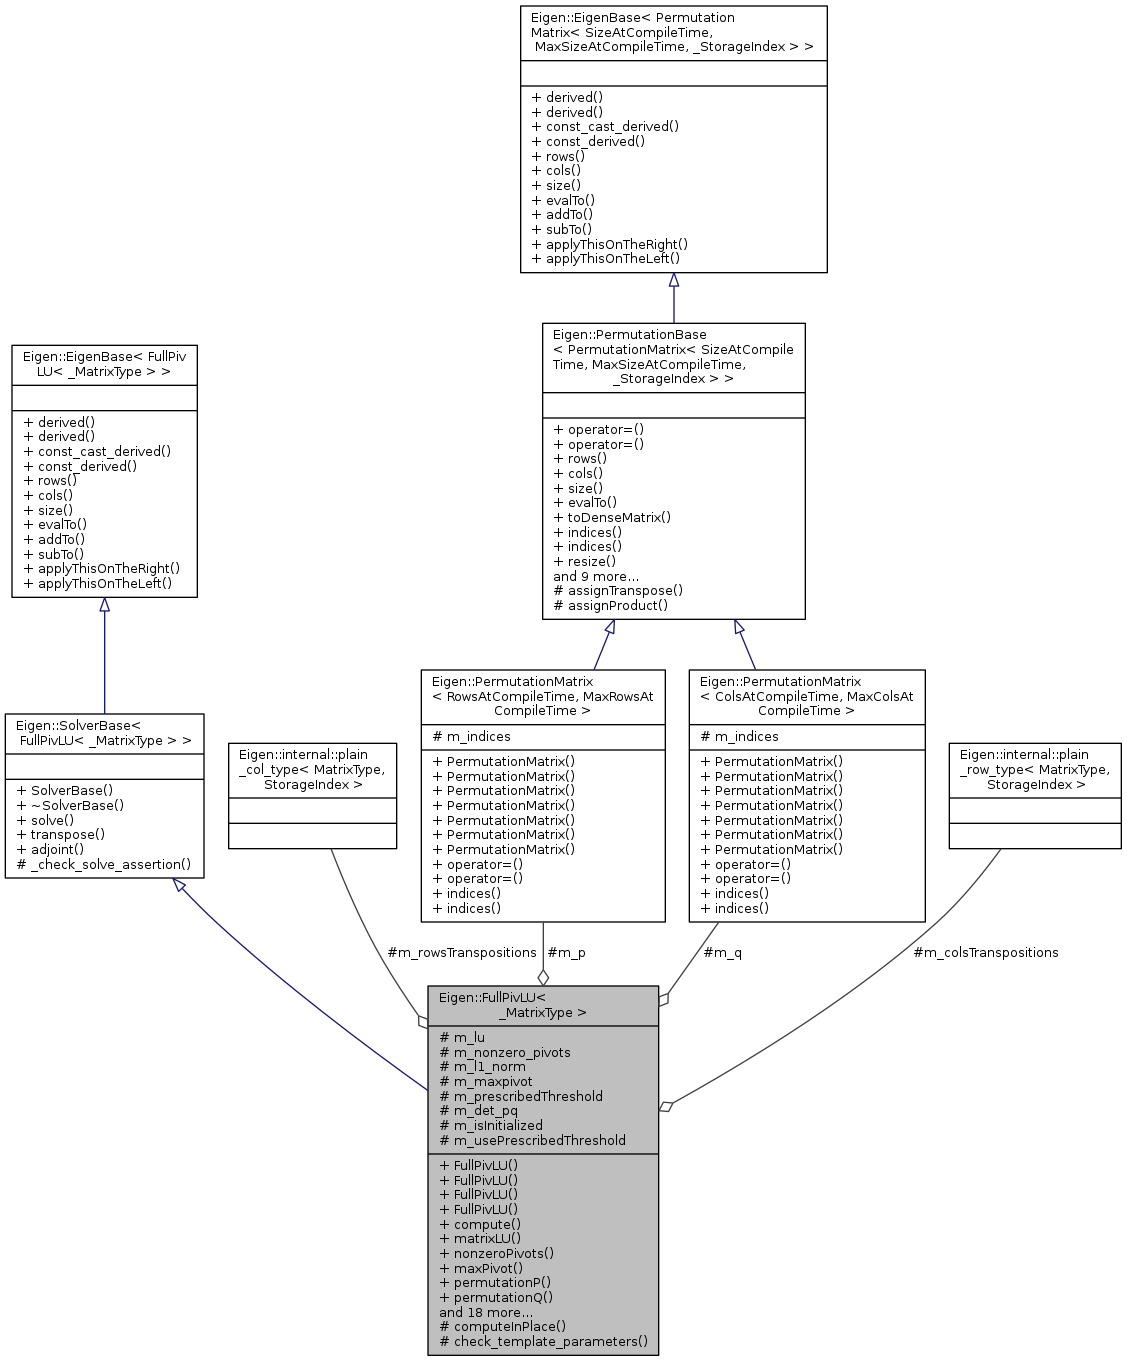 Eigen::EigenBase< Permutation
Matrix< SizeAtCompileTime,
MaxSizeAtCompileTime, _StorageIndex > >
+ derived()
+ derived()
+ const_cast_derived()
+ const_derived()
+ rows()
+ cols()
+ size()
+ evalTo()
+ addTo()
+ subTo()
+ applyThisOnTheRight()
+ applyThisOnTheLeft()
Eigen::PermutationBase
< PermutationMatrix< SizeAtCompile
Time, MaxSizeAtCompileTime,
_StorageIndex > >
+ operator=()
+ operator=()
+ rows()
+ cols()
+ size()
+ evalTo()
+ toDenseMatrix()
+ indices()
+ indices()
+ resize()
and 9 more...
# assignTranspose()
# assignProduct()
Eigen::EigenBase< FullPiv
LU< _MatrixType > >
+ derived()
+ derived()
+ const_cast_derived()
+ const_derived()
+ rows()
+ cols()
+ size()
+ evalTo()
+ addTo()
+ subTo()
+ applyThisOnTheRight()
+ applyThisOnTheLeft()
Eigen::SolverBase<
FullPivLU< _MatrixType > >
+ SolverBase()
+ ~SolverBase()
+ solve()
+ transpose()
+ adjoint()
# _check_solve_assertion()
Eigen::internal::plain
_col_type< MatrixType,
StorageIndex >
Eigen::PermutationMatrix
< RowsAtCompileTime, MaxRowsAt
CompileTime >
# m_indices
+ PermutationMatrix()
+ PermutationMatrix()
+ PermutationMatrix()
+ PermutationMatrix()
+ PermutationMatrix()
+ PermutationMatrix()
+ PermutationMatrix()
+ operator=()
+ operator=()
+ indices()
+ indices()
Eigen::PermutationMatrix
< ColsAtCompileTime, MaxColsAt
CompileTime >
# m_indices
+ PermutationMatrix()
+ PermutationMatrix()
+ PermutationMatrix()
+ PermutationMatrix()
+ PermutationMatrix()
+ PermutationMatrix()
+ PermutationMatrix()
+ operator=()
+ operator=()
+ indices()
+ indices()
Eigen::internal::plain
_row_type< MatrixType,
StorageIndex >
#m_rowsTranspositions
#m_p
#m_q
#m_colsTranspositions
Eigen::FullPivLU<
_MatrixType >
# m_lu
# m_nonzero_pivots
# m_l1_norm
# m_maxpivot
# m_prescribedThreshold
# m_det_pq
# m_isInitialized
# m_usePrescribedThreshold
+ FullPivLU()
+ FullPivLU()
+ FullPivLU()
+ FullPivLU()
+ compute()
+ matrixLU()
+ nonzeroPivots()
+ maxPivot()
+ permutationP()
+ permutationQ()
and 18 more...
# computeInPlace()
# check_template_parameters()